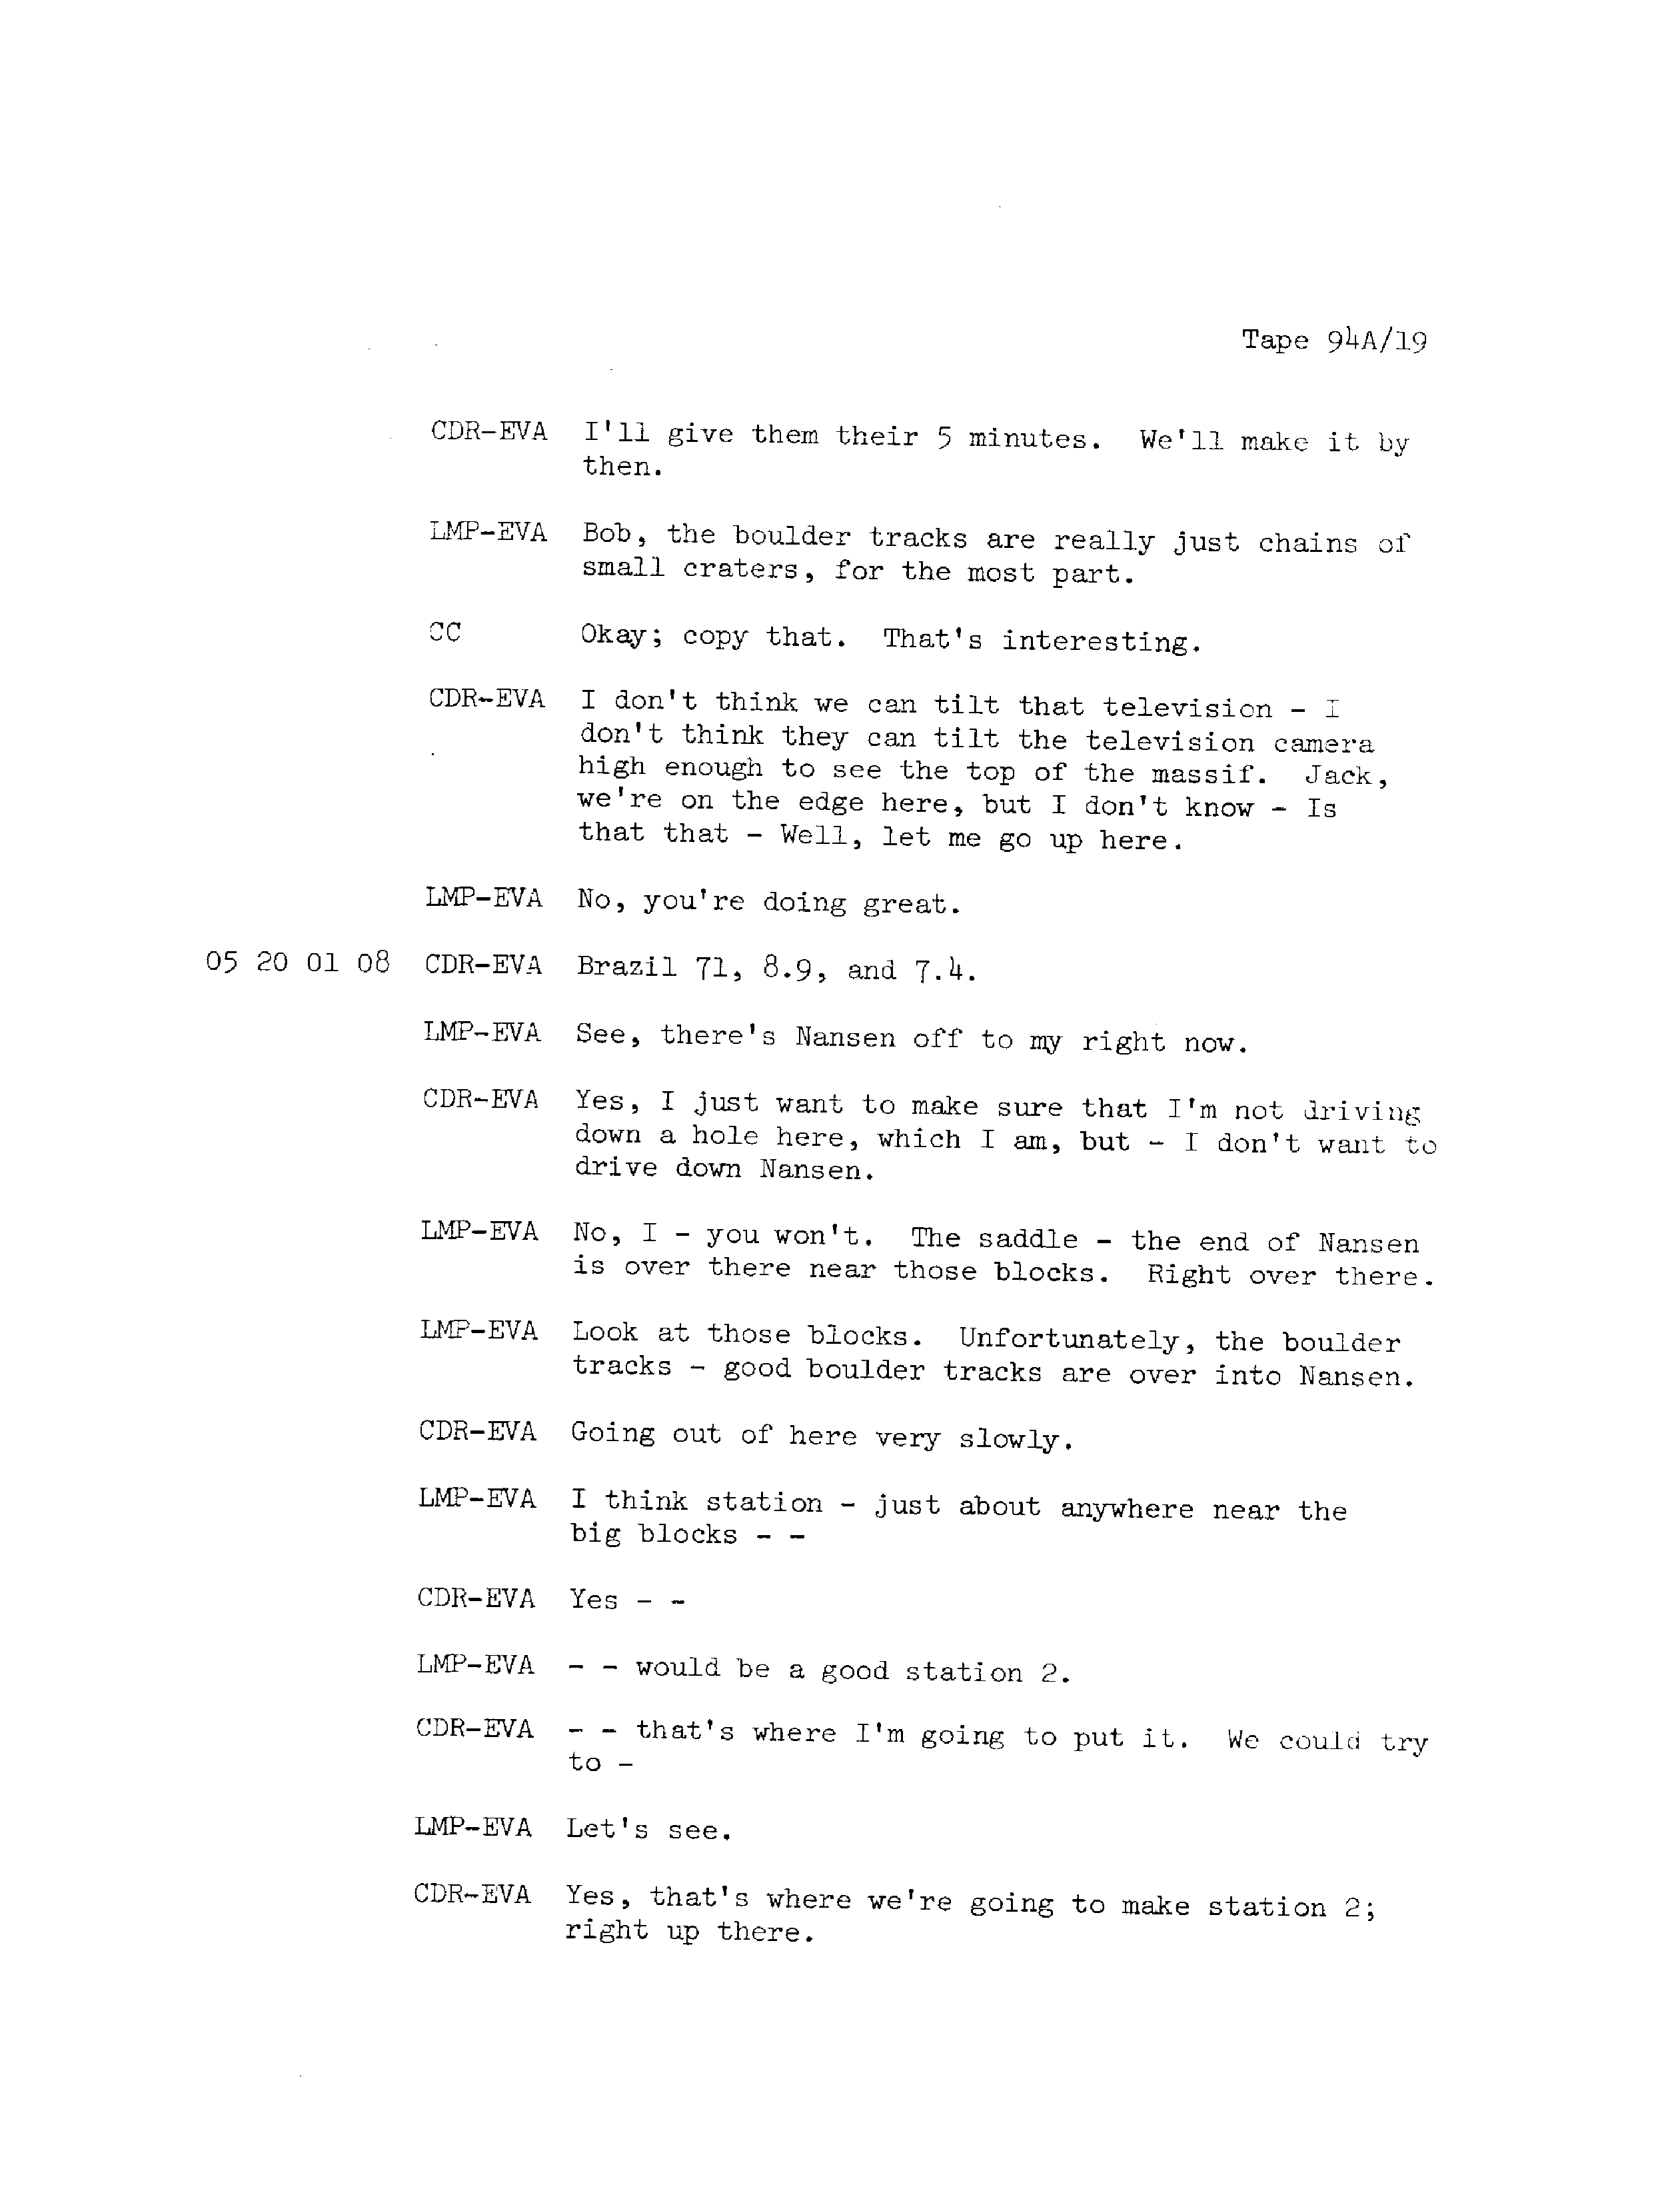 Tape 94A/19
CDR-EVA I'll give them their 5 minutes. We'll make it by
then.
LMP-EVA Bob, the boulder tracks are really just chains of
small craters, for the most part.
CC Okay; copy that. That's interesting.
CDR-EVA I don't think we can tilt that television - I
don't think they can tilt the television camera
high enough to see the top of the massif. Jack,
we're on the edge here, but I don't know - Is
that that - Well, let me go up here.
LMP-EVA No, you're doing great.
05 20 01 08 CDR-EVA Brazil 71, 8.9, and 7.4.
LMP-EVA See, there's Nansen off to my right now.
CDR-EVA Yes, I just want to make sure that I'm not driving
down a hole here, which I am, but - I don't want to
drive down Nansen.
LMP-EVA No, I - you won't. The saddle - the end of Nansen
is over there near those blocks. Right over there.
LMP-EVA Look at those blocks. Unfortunately, the boulder
tracks - good boulder tracks are over into Nansen.
CDR-EVA Going out of here very slowly.
LMP-EVA I think station - just about anywhere near the
big blocks - -
CDR-EVA Yes - -
LMP-EVA - - would be a good station 2.
CDR-EVA - - that's where I'm going to put it. We could try
to -
LMP-EVA Let's see.
CDR-EVA Yes, that's where we're going to make station 2;
right up there.